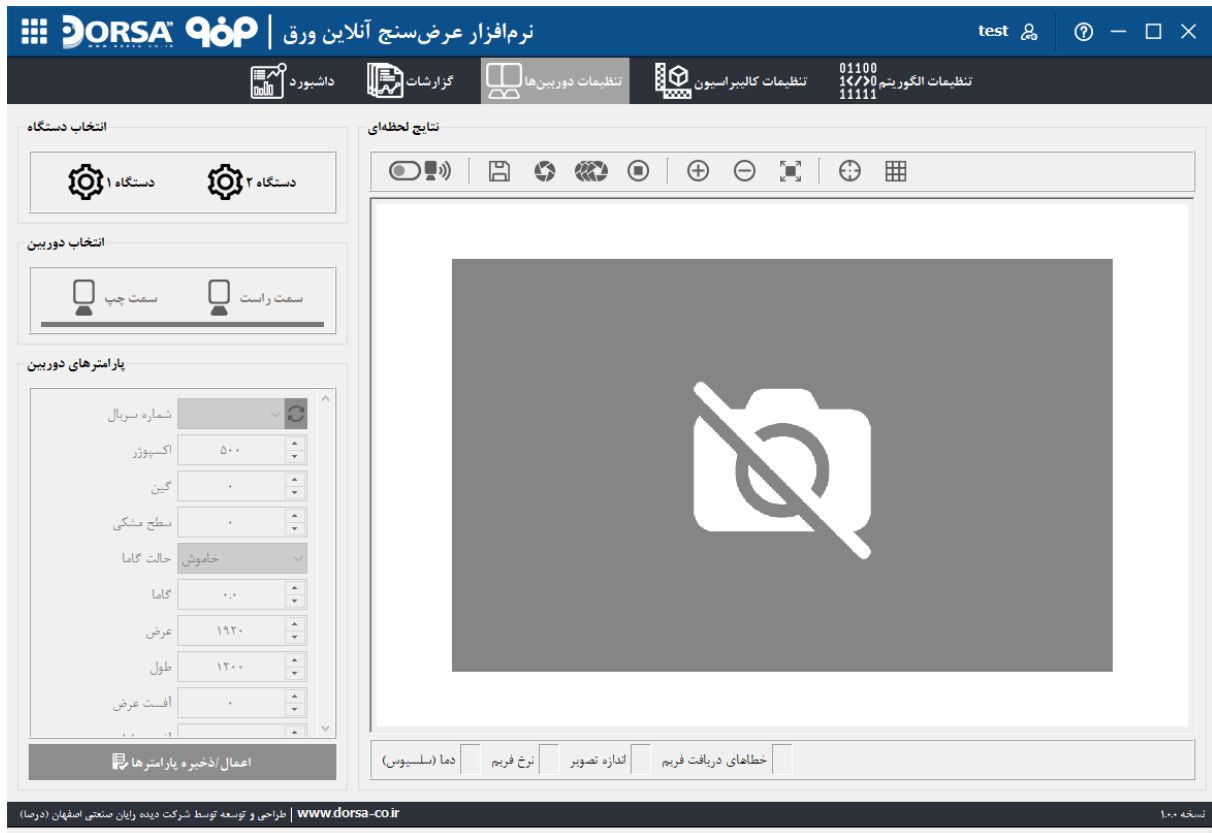 DORSA
www.dorsa-co.ir
نرم‌افزار عرض‌سنج آنلاین ورق
test
داشبورد
گزارشات
تنظیمات دوربین‌ها
تنظیمات کالیبراسیون
تنظیمات الگوریتم
01100
1</>0
11111
انتخاب دستگاه
دستگاه ۱
دستگاه ۲
انتخاب دوربین
سمت چپ
سمت راست
پارامترهای دوربین
شماره سریال
اکسپوژر ۵۰۰
گین ۰
سطح مشکی ۰
حالت گاما خاموش
گاما ۰.۰
عرض ۱۹۲۰
طول ۱۲۰۰
آفست عرض ۰
اعمال/ذخیره پارامترها
نتایج لحظه‌ای
دما (سلسیوس)
نرخ فریم
اندازه تصویر
خطاهای دریافت فریم
طراحی و توسعه توسط شرکت دیده رایان صنعتی اصفهان (درصا) | www.dorsa-co.ir
نسخه ۱.۰.۰